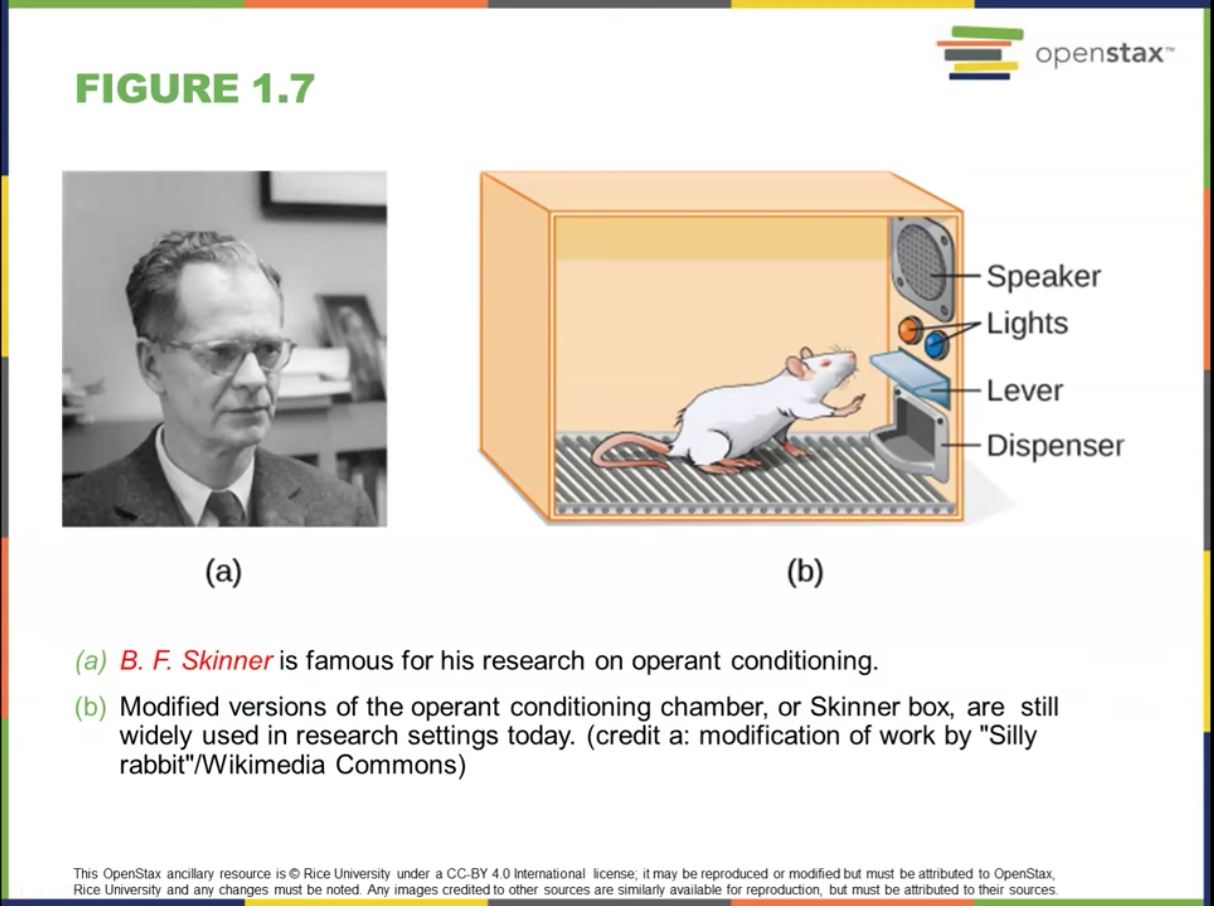 openstax™
FIGURE 1.7
Speaker
Lights
Lever
Dispenser
(a)
(b)
(a) B. F. Skinner is famous for his research on operant conditioning.
(b) Modified versions of the operant conditioning chamber, or Skinner box, are still
widely used in research settings today. (credit a: modification of work by "Silly
rabbit"/Wikimedia Commons)
This OpenStax ancillary resource is © Rice University under a CC-BY 4.0 International license; it may be reproduced or modified but must be attributed to OpenStax,
Rice University and any changes must be noted. Any images credited to other sources are similarly available for reproduction, but must be attributed to their sources.